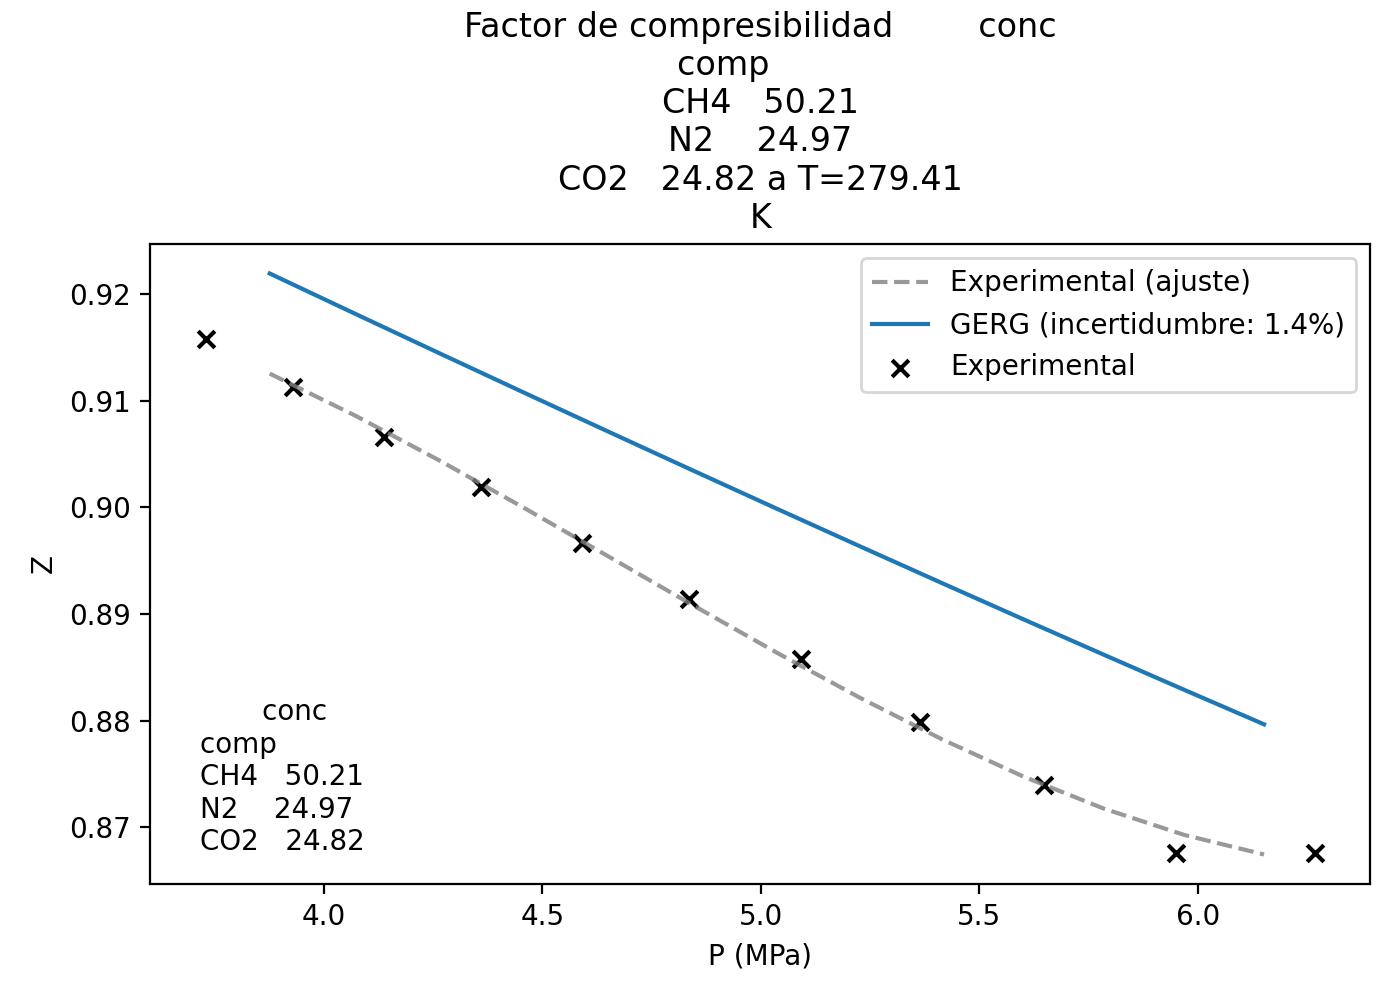 Factor de compresibilidad conc
comp
CH4 50.21
N2 24.97
CO2 24.82 a T=279.41
K
Experimental (ajuste)
GERG (incertidumbre: 1.4%)
Experimental
0.92
0.91
0.90
0.89
0.88
0.87
Z
conc
comp
CH4 50.21
N2 24.97
CO2 24.82
4.0 4.5 5.0 5.5 6.0
P (MPa)